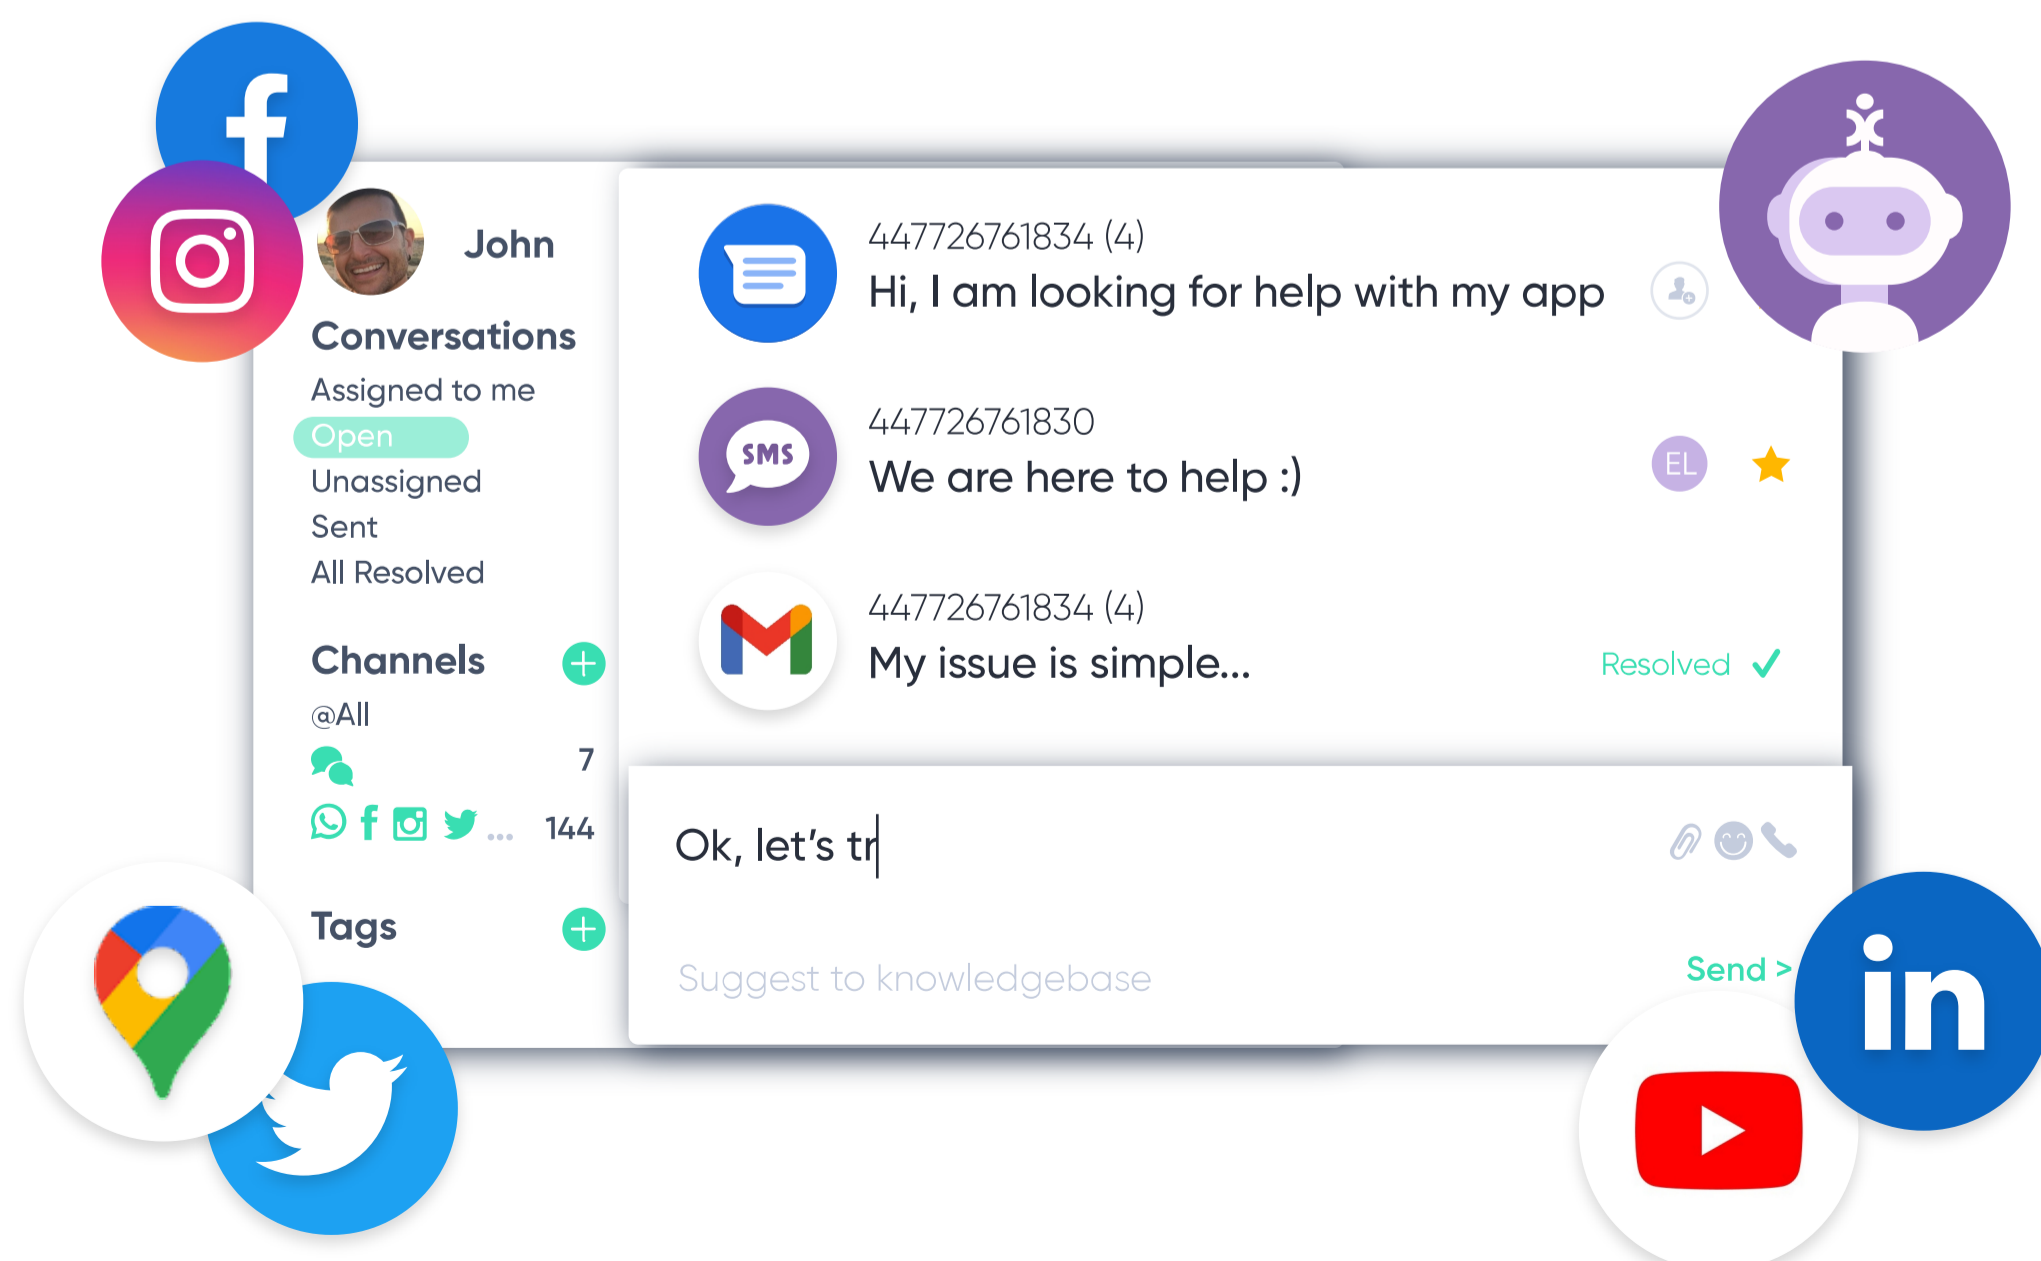 John
Conversations
Assigned to me
Open
Unassigned
Sent
All Resolved
Channels
@All
7
... 144
Tags
447726761834 (4)
Hi, I am looking for help with my app
SMS
447726761830
We are here to help :)
EL
447726761834 (4)
My issue is simple...
Resolved
Ok, let's tr
Suggest to knowledgebase
Send >
in